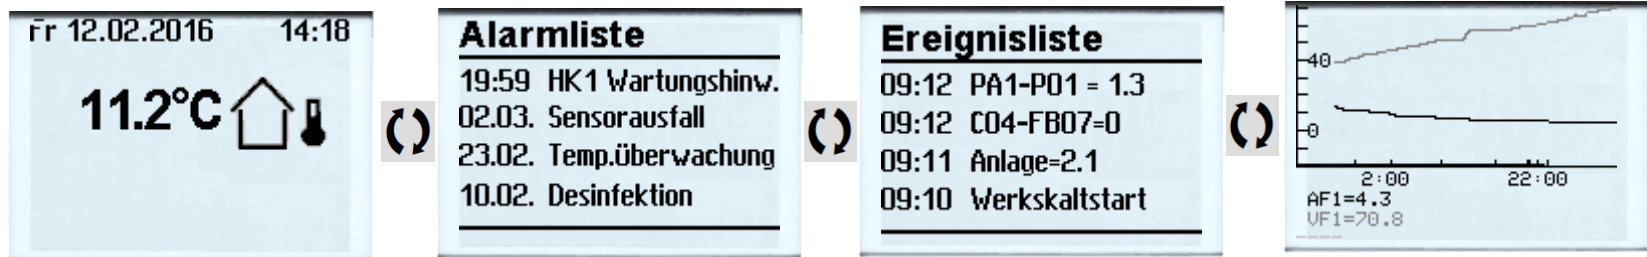 Fr 12.02.2016 14:18
11.2°C
Alarmliste
19:59 HK1 Wartungshinw.
02.03. Sensorausfall
23.02. Temp.überwachung
10.02. Desinfektion
Ereignisliste
09:12 PA1-P01 = 1.3
09:12 C04-FB07=0
09:11 Anlage=2.1
09:10 Werkskaltstart
40
0
2:00 22:00
AF1=4.3
VF1=70.8
----